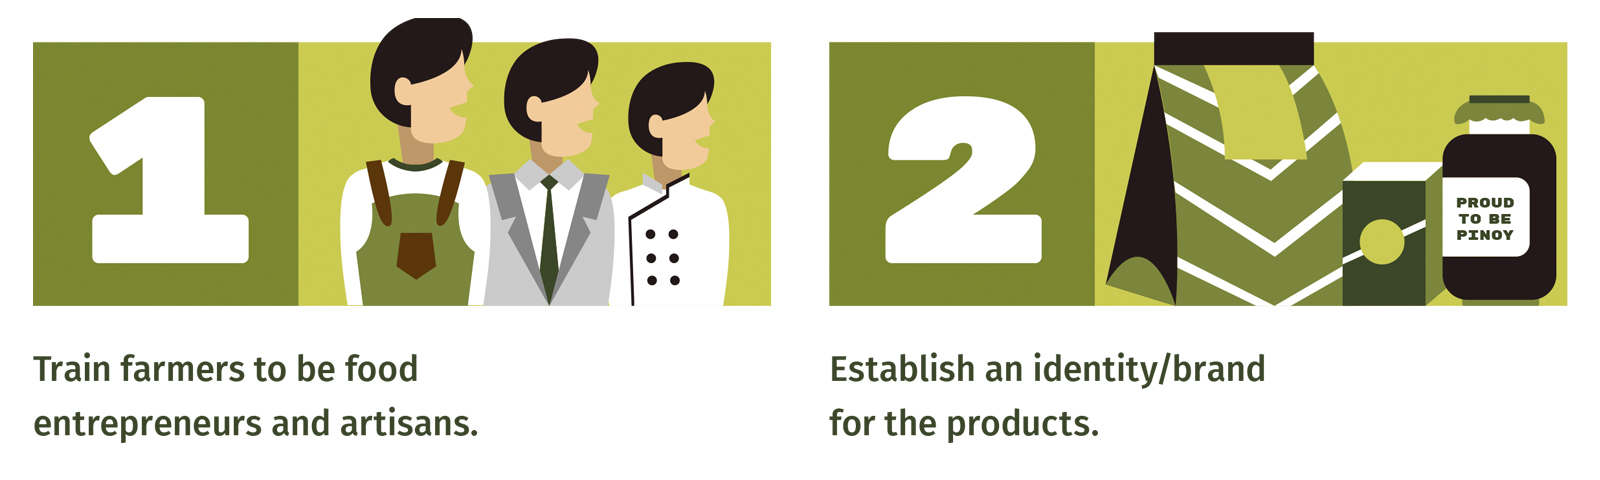 1
Train farmers to be food
entrepreneurs and artisans.
2
PROUD
TO BE
PINOY
Establish an identity/brand
for the products.